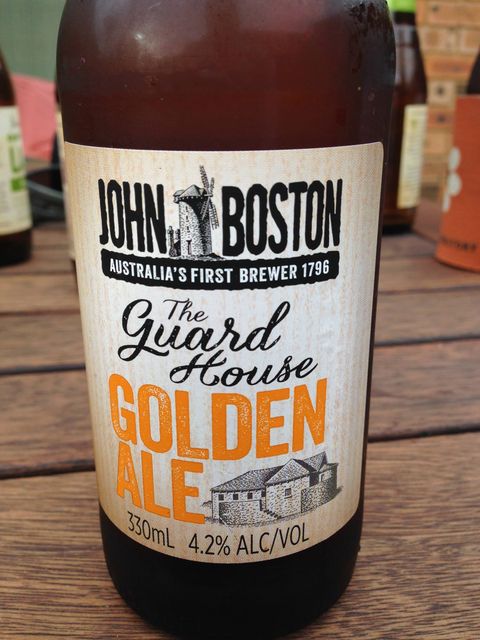 JOHN BOSTON
AUSTRALIA'S FIRST BREWER 1796
The
Guard
House
GOLDEN
ALE
330mL 4.2% ALC/VOL